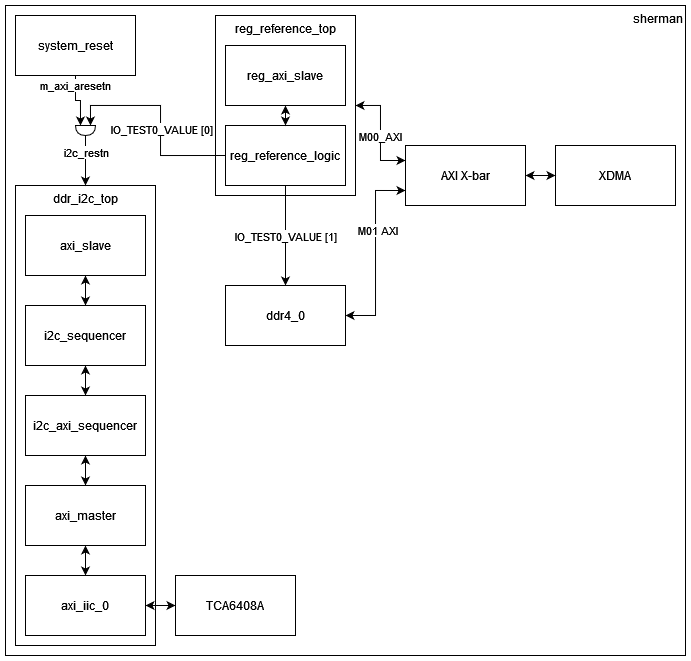 sherman
system_reset
reg_reference_top
reg_axi_slave
m_axi_aresetn
IO_TEST0_VALUE [0]
M00_AXI
i2c_restn
reg_reference_logic
AXI X-bar
XDMA
ddr_i2c_top
axi_slave
IO_TEST0_VALUE [1]
M01 AXI
ddr4_0
i2c_sequencer
i2c_axi_sequencer
axi_master
axi_iic_0
TCA6408A